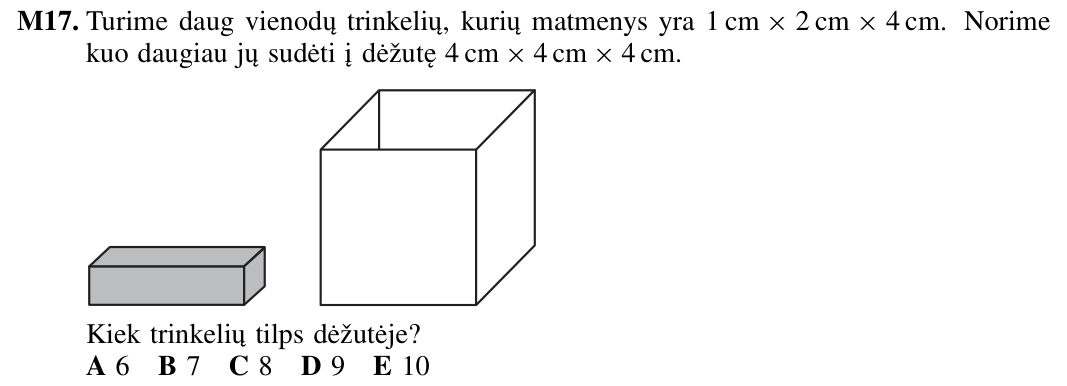 M17. Turime daug vienodų trinkelių, kurių matmenys yra 1 cm × 2 cm × 4 cm. Norime
kuo daugiau jų sudėti į dėžutę 4 cm × 4 cm × 4 cm.
Kiek trinkelių tilps dėžutėje?
A 6 B 7 C 8 D 9 E 10